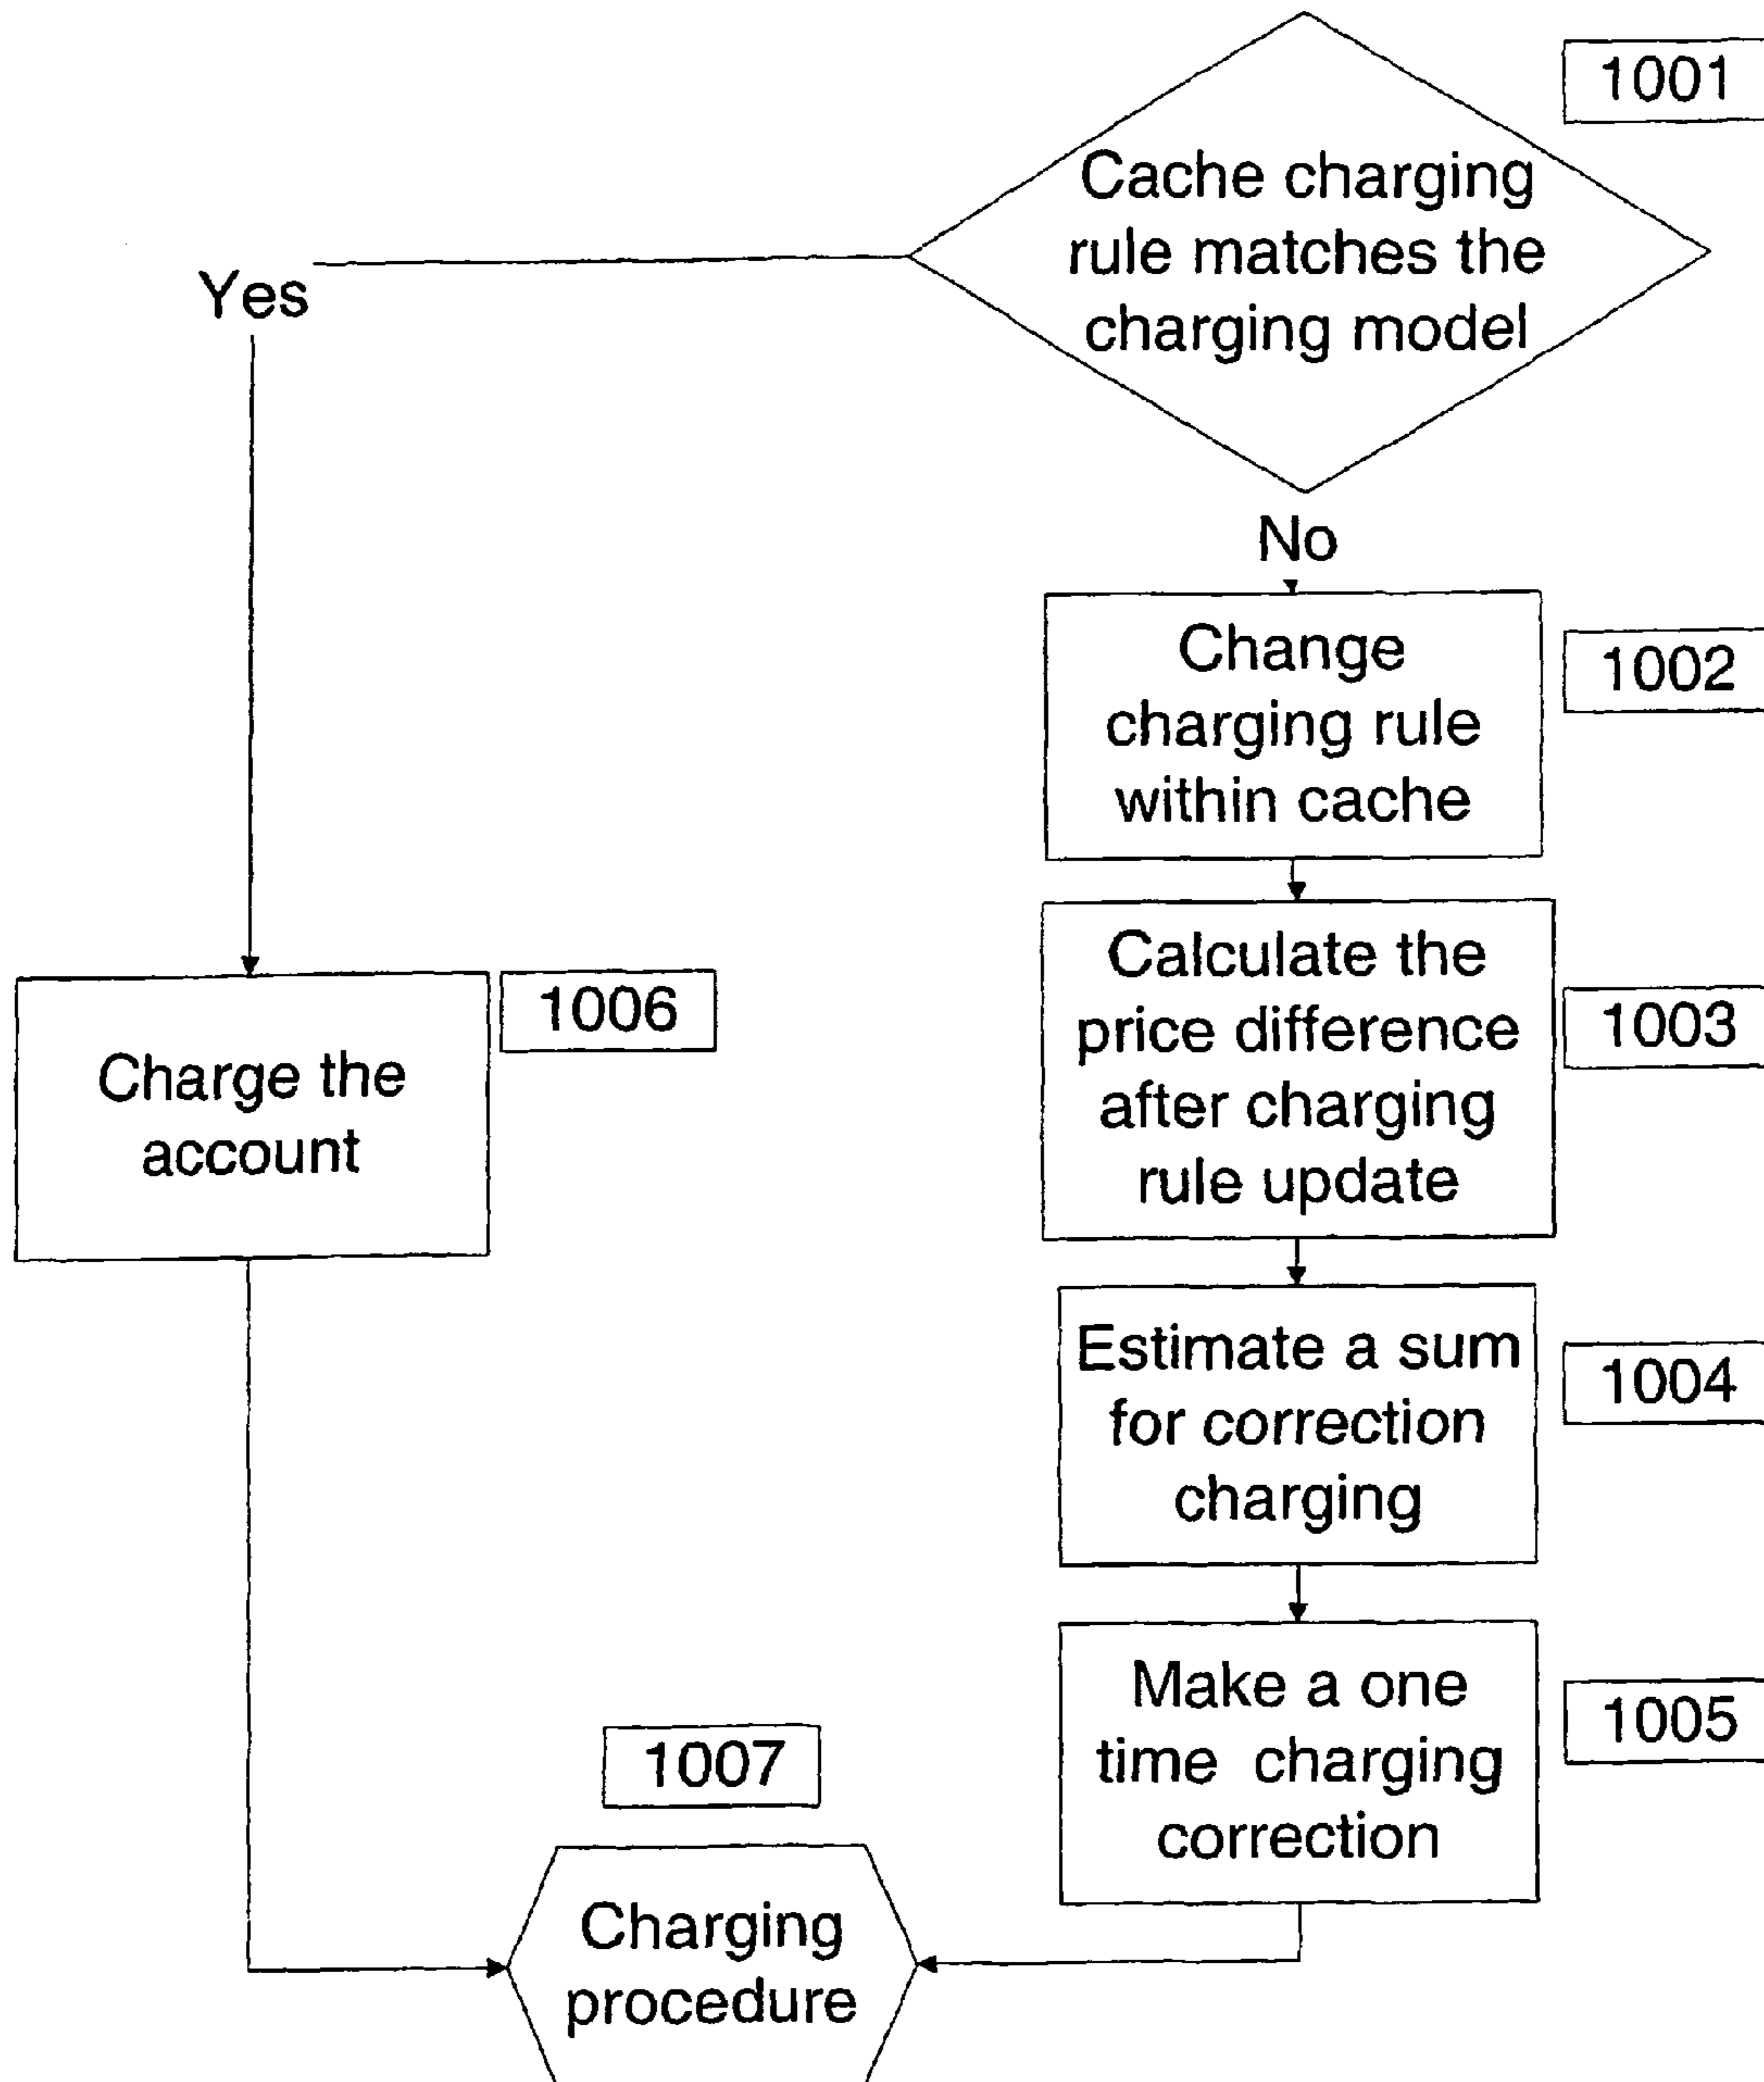 1001
Cache charging
rule matches the
charging model
Yes
No
Change
charging rule
within cache
1002
Calculate the
price difference
after charging
rule update
1003
1006
Charge the
account
Estimate a sum
for correction
charging
1004
Make a one
time charging
correction
1005
1007
Charging
procedure